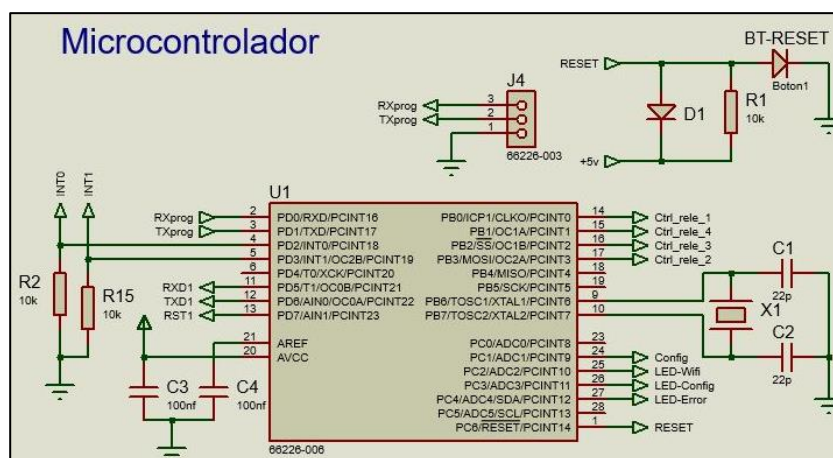 Microcontrolador
BT-RESET
RESET
Boton1
J4
RXprog 3
TXprog 2
1
66226-003
D1
R1
10k
+5v
INT0
INT1
U1
RXprog 2 PD0/RXD/PCINT16
TXprog 3 PD1/TXD/PCINT17
4 PD2/INT0/PCINT18
5 PD3/INT1/OC2B/PCINT19
6 PD4/T0/XCK/PCINT20
RXD1 11 PD5/T1/OC0B/PCINT21
TXD1 12 PD6/AIN0/OC0A/PCINT22
RST1 13 PD7/AIN1/PCINT23
21 AREF
20 AVCC
PB0/ICP1/CLKO/PCINT0 14 Ctrl_rele_1
PB1/OC1A/PCINT1 15 Ctrl_rele_4
PB2/SS/OC1B/PCINT2 16 Ctrl_rele_3
PB3/MOSI/OC2A/PCINT3 17 Ctrl_rele_2
PB4/MISO/PCINT4 18
PB5/SCK/PCINT5 19
PB6/TOSC1/XTAL1/PCINT6 9
PB7/TOSC2/XTAL2/PCINT7 10
PC0/ADC0/PCINT8 23
PC1/ADC1/PCINT9 24 Config
PC2/ADC2/PCINT10 25 LED-Wifi
PC3/ADC3/PCINT11 26 LED-Config
PC4/ADC4/SDA/PCINT12 27 LED-Error
PC5/ADC5/SCL/PCINT13 28
PC6/RESET/PCINT14 1 RESET
66226-006
R2
10k
R15
10k
C3
100nf
C4
100nf
C1
22p
X1
C2
22p